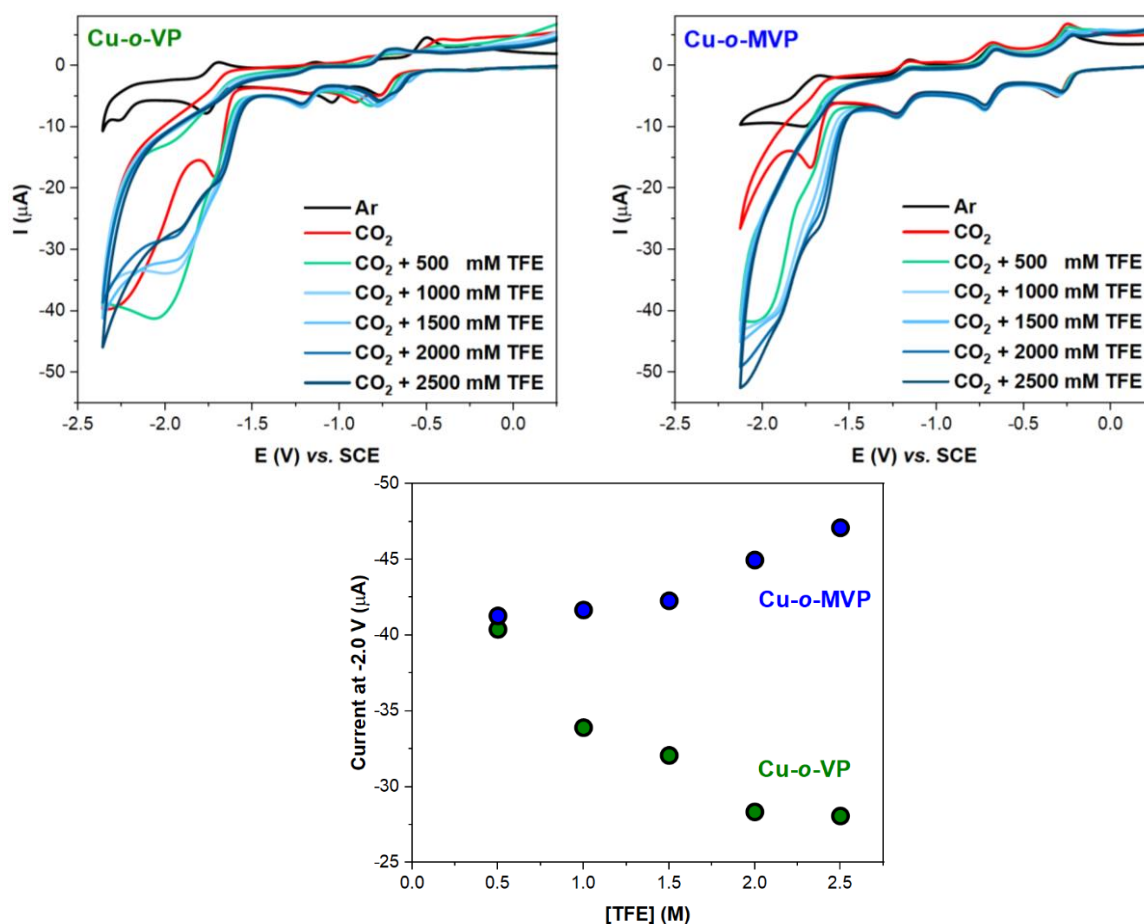 Cu-o-VP
I (µA)
0
-10
-20
-30
-40
-50
Ar
CO2
CO2 + 500 mM TFE
CO2 + 1000 mM TFE
CO2 + 1500 mM TFE
CO2 + 2000 mM TFE
CO2 + 2500 mM TFE
-2.5 -2.0 -1.5 -1.0 -0.5 0.0
E (V) vs. SCE
Cu-o-MVP
I (µA)
0
-10
-20
-30
-40
-50
Ar
CO2
CO2 + 500 mM TFE
CO2 + 1000 mM TFE
CO2 + 1500 mM TFE
CO2 + 2000 mM TFE
CO2 + 2500 mM TFE
-2.5 -2.0 -1.5 -1.0 -0.5 0.0
E (V) vs. SCE
Current at -2.0 V (µA)
-50
-45
-40
-35
-30
-25
Cu-o-MVP
Cu-o-VP
0.0 0.5 1.0 1.5 2.0 2.5
[TFE] (M)